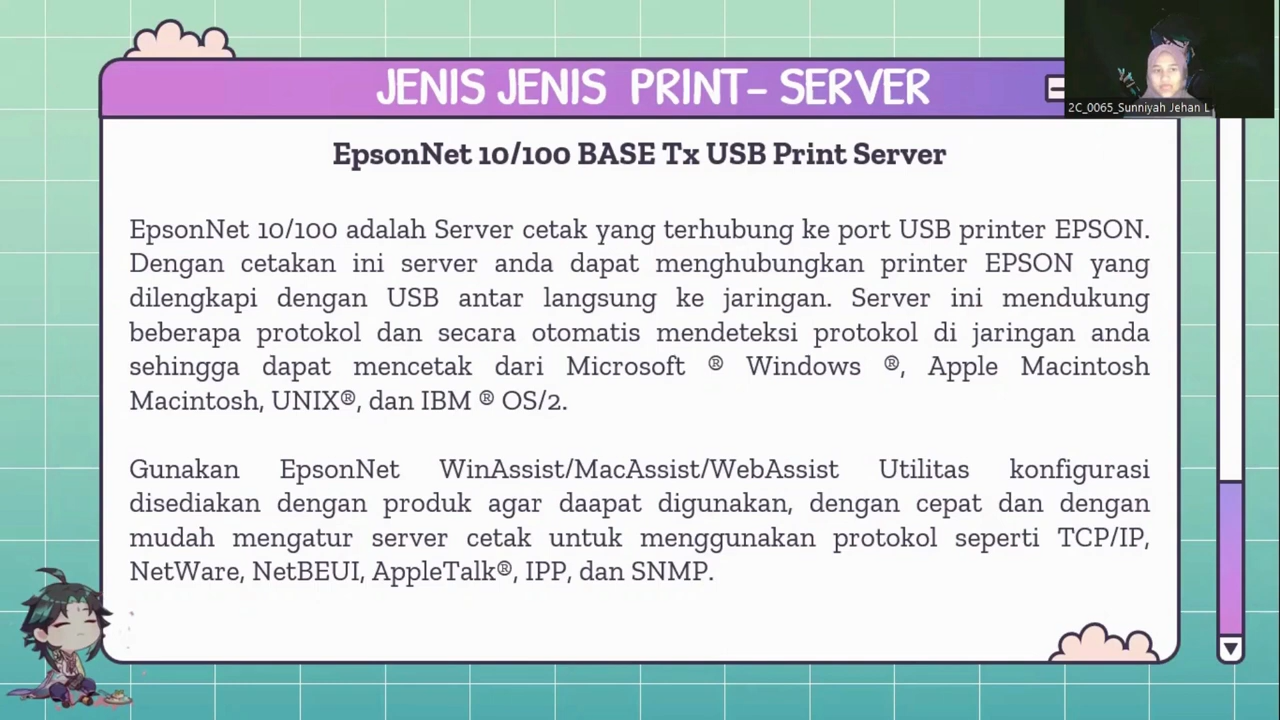 JENIS JENIS PRINT- SERVER
2C_0065_Sunniyah Jehan L
EpsonNet 10/100 BASE Tx USB Print Server
EpsonNet 10/100 adalah Server cetak yang terhubung ke port USB printer EPSON.
Dengan cetakan ini server anda dapat menghubungkan printer EPSON yang
dilengkapi dengan USB antar langsung ke jaringan. Server ini mendukung
beberapa protokol dan secara otomatis mendeteksi protokol di jaringan anda
sehingga dapat mencetak dari Microsoft ® Windows ®, Apple Macintosh
Macintosh, UNIX®, dan IBM ® OS/2.
Gunakan EpsonNet WinAssist/MacAssist/WebAssist Utilitas konfigurasi
disediakan dengan produk agar daapat digunakan, dengan cepat dan dengan
mudah mengatur server cetak untuk menggunakan protokol seperti TCP/IP,
NetWare, NetBEUI, AppleTalk®, IPP, dan SNMP.